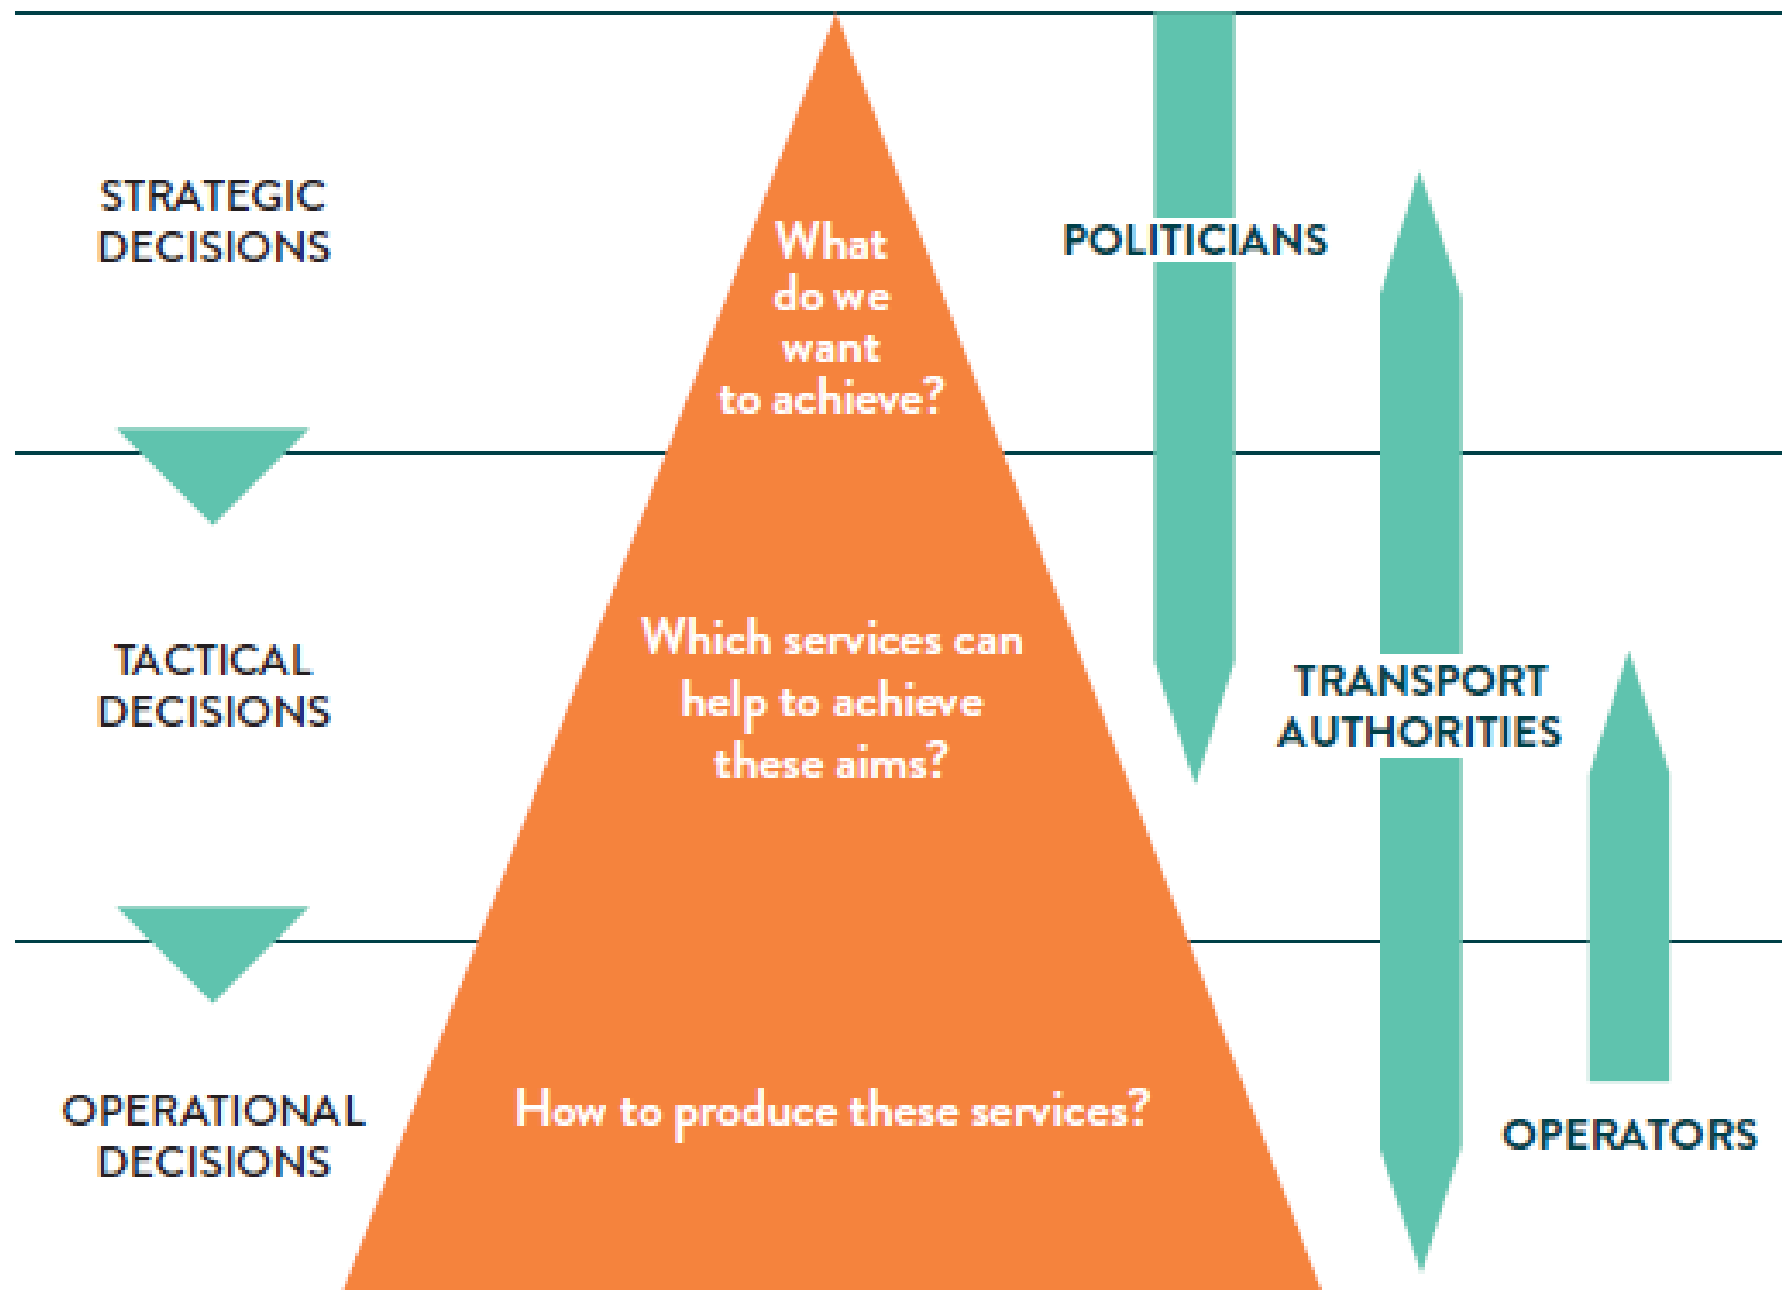 STRATEGIC
DECISIONS
What
do we
want
to achieve?
POLITICIANS
TACTICAL
DECISIONS
Which services can
help to achieve
these aims?
TRANSPORT
AUTHORITIES
OPERATIONAL
DECISIONS
How to produce these services?
OPERATORS